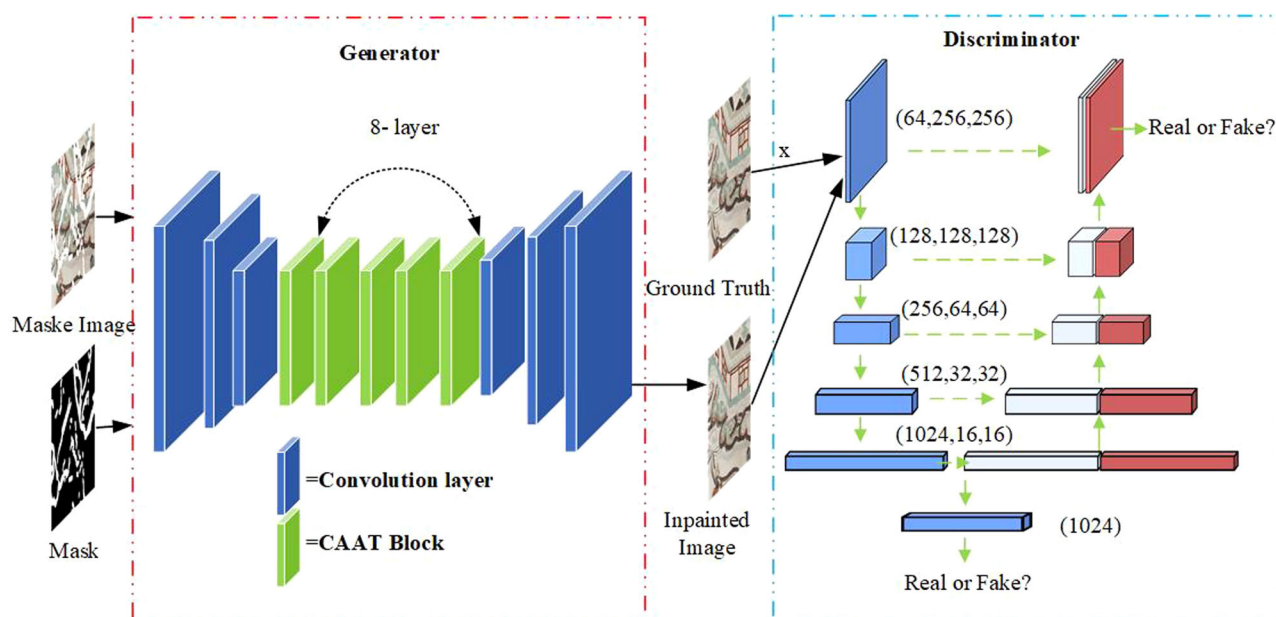 Generator
8- layer
Maske Image
Mask
=Convolution layer
=CAAT Block
Ground Truth
x
Inpainted
Image
Discriminator
(64,256,256)
Real or Fake?
(128,128,128)
(256,64,64)
(512,32,32)
(1024,16,16)
(1024)
Real or Fake?